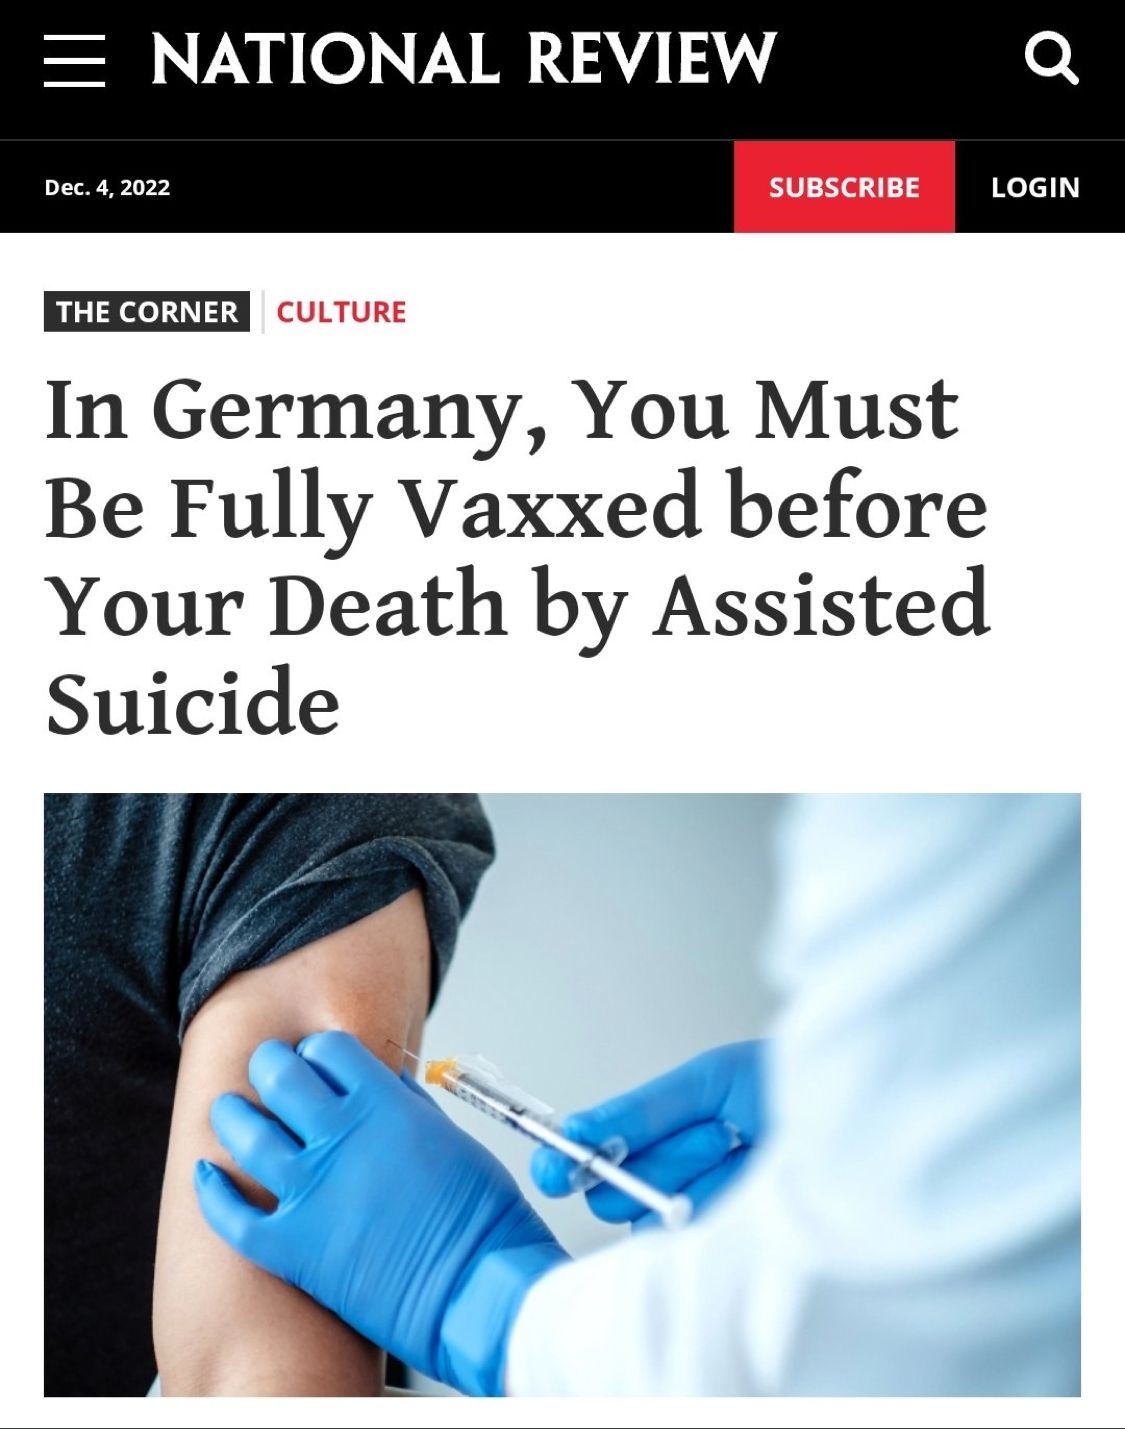 NATIONAL REVIEW
Dec. 4, 2022
SUBSCRIBE
LOGIN
THE CORNER
CULTURE
In Germany, You Must
Be Fully Vaxxed before
Your Death by Assisted
Suicide